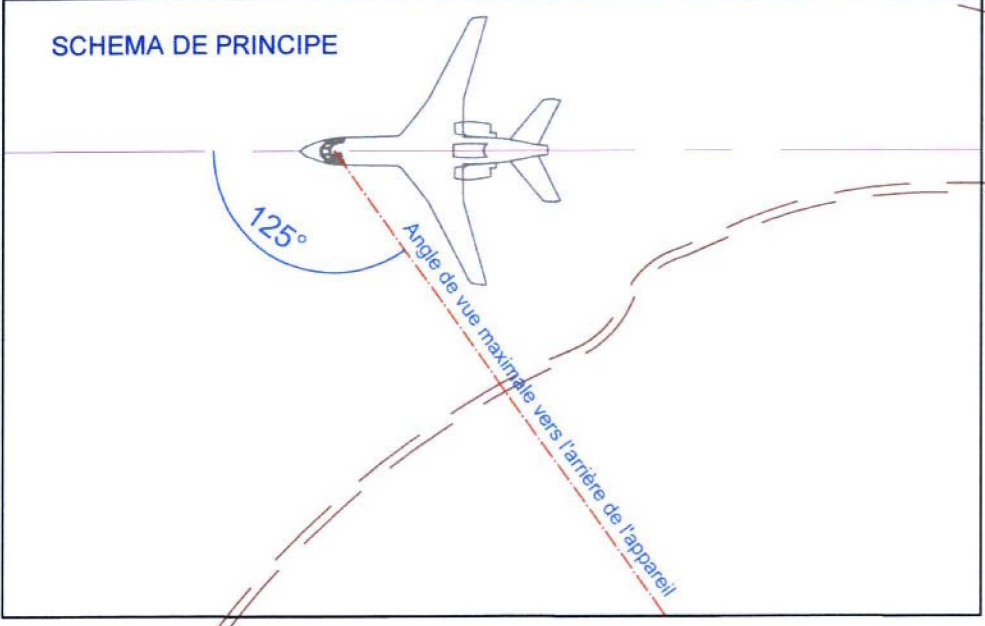 SCHEMA DE PRINCIPE
125°
Angle de vue maximale vers l'arrière de l'appareil